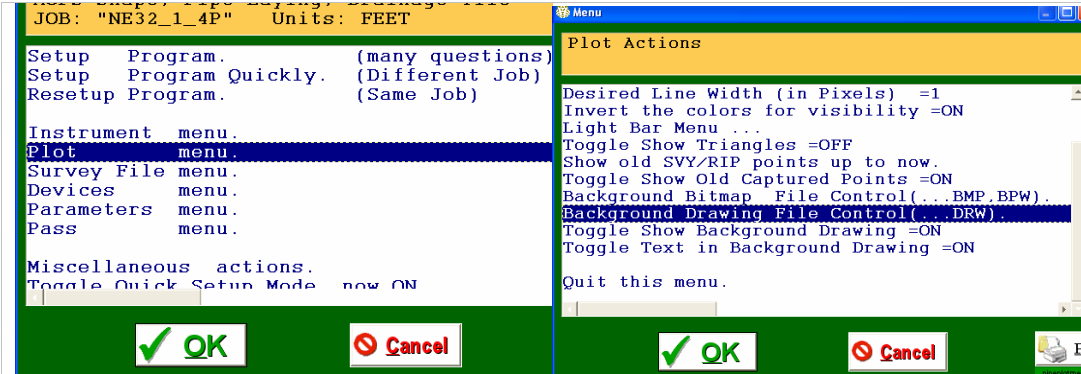 JOB: "NE32_1_4P" Units: FEET
Setup Program. (many questions)
Setup Program Quickly. (Different Job)
Resetup Program. (Same Job)
Instrument menu.
Plot menu.
Survey File menu.
Devices menu.
Parameters menu.
Pass menu.
Miscellaneous actions.
Toggle Quick Setup Mode now ON
OK
Cancel
Menu
Plot Actions
Desired Line Width (in Pixels) =1
Invert the colors for visibility =ON
Light Bar Menu ...
Toggle Show Triangles =OFF
Show old SVY/RIP points up to now.
Toggle Show Old Captured Points =ON
Background Bitmap File Control(...BMP,BPW).
Background Drawing File Control(...DRW).
Toggle Show Background Drawing =ON
Toggle Text in Background Drawing =ON
Quit this menu.
OK
Cancel